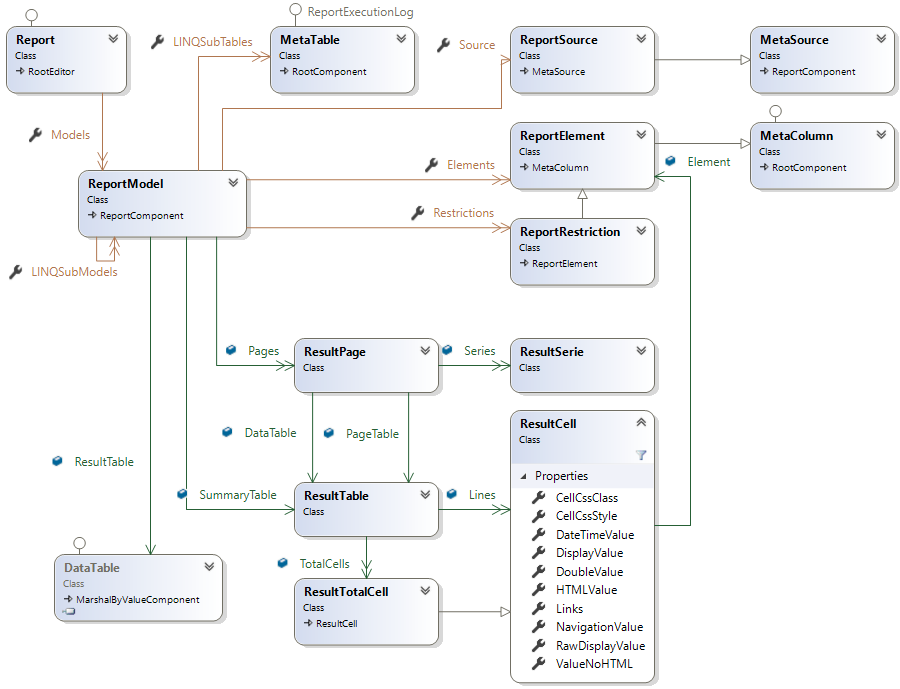 ReportExecutionLog
Report
Class
RootEditor
LINQSubTables
MetaTable
Class
RootComponent
Source
ReportSource
Class
MetaSource
MetaSource
Class
ReportComponent
Models
ReportElement
Class
MetaColumn
Element
MetaColumn
Class
RootComponent
ReportModel
Class
ReportComponent
Elements
Restrictions
ReportRestriction
Class
ReportElement
LINQSubModels
Pages
ResultPage
Class
Series
ResultSerie
Class
DataTable
PageTable
ResultTable
SummaryTable
ResultTable
Class
Lines
ResultCell
Class
Properties
CellCssClass
CellCssStyle
DateTimeValue
DisplayValue
DoubleValue
HTMLValue
Links
NavigationValue
RawDisplayValue
ValueNoHTML
DataTable
Class
MarshalByValueComponent
TotalCells
ResultTotalCell
Class
ResultCell